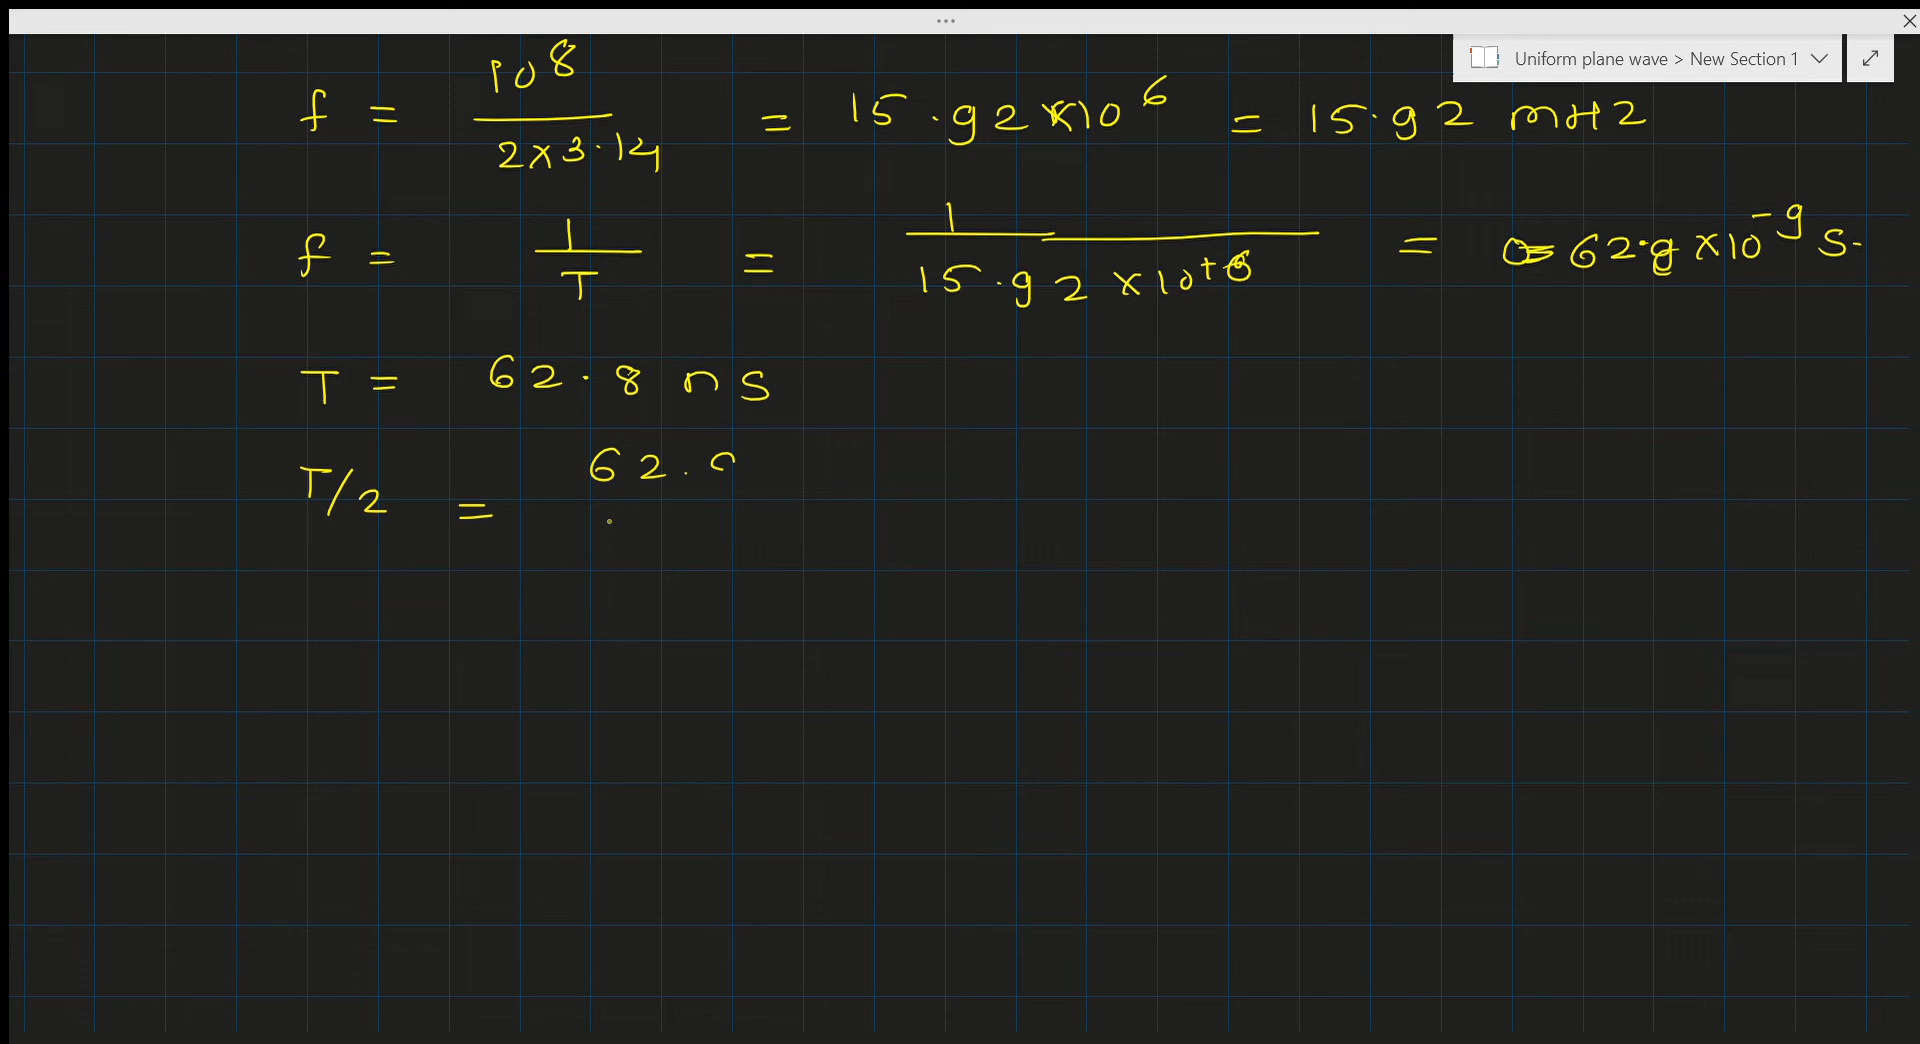 Uniform plane wave > New Section 1
f = 10^8 / 2x3.14 = 15.92x10^6 = 15.92 mHz
f = 1/T = 1 / 15.92 x10^+6 = 62.8 x10^-9 s.
T = 62.8 ns
T/2 = 62.